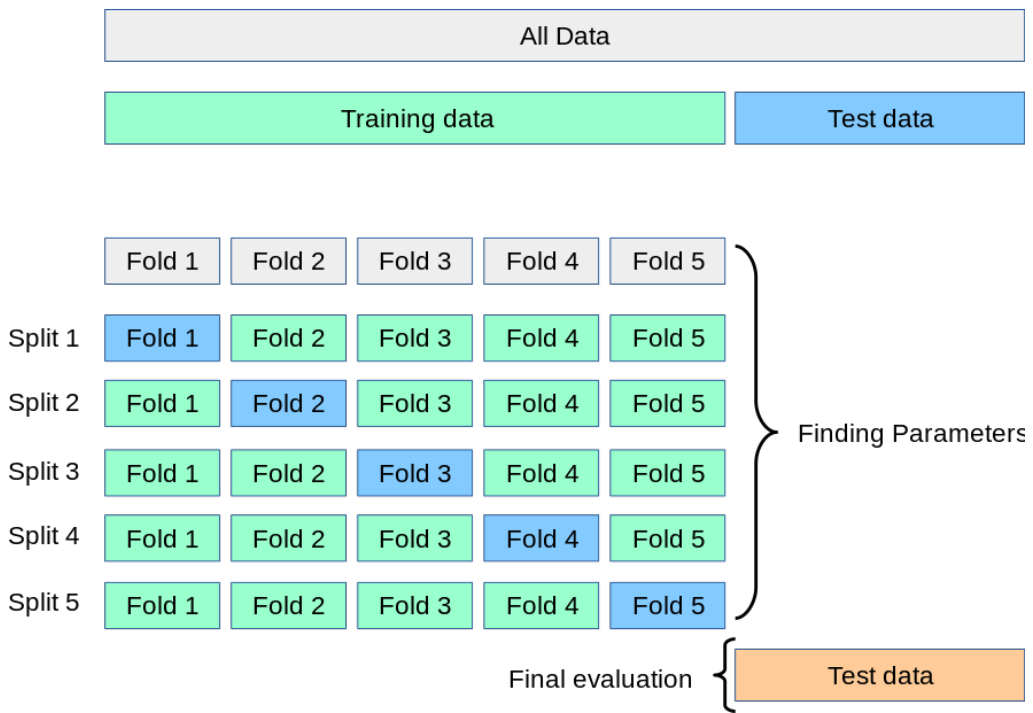 All Data
Training data Test data
Fold 1 Fold 2 Fold 3 Fold 4 Fold 5
Split 1 Fold 1 Fold 2 Fold 3 Fold 4 Fold 5
Split 2 Fold 1 Fold 2 Fold 3 Fold 4 Fold 5
Finding Parameters
Split 3 Fold 1 Fold 2 Fold 3 Fold 4 Fold 5
Split 4 Fold 1 Fold 2 Fold 3 Fold 4 Fold 5
Split 5 Fold 1 Fold 2 Fold 3 Fold 4 Fold 5
Final evaluation Test data